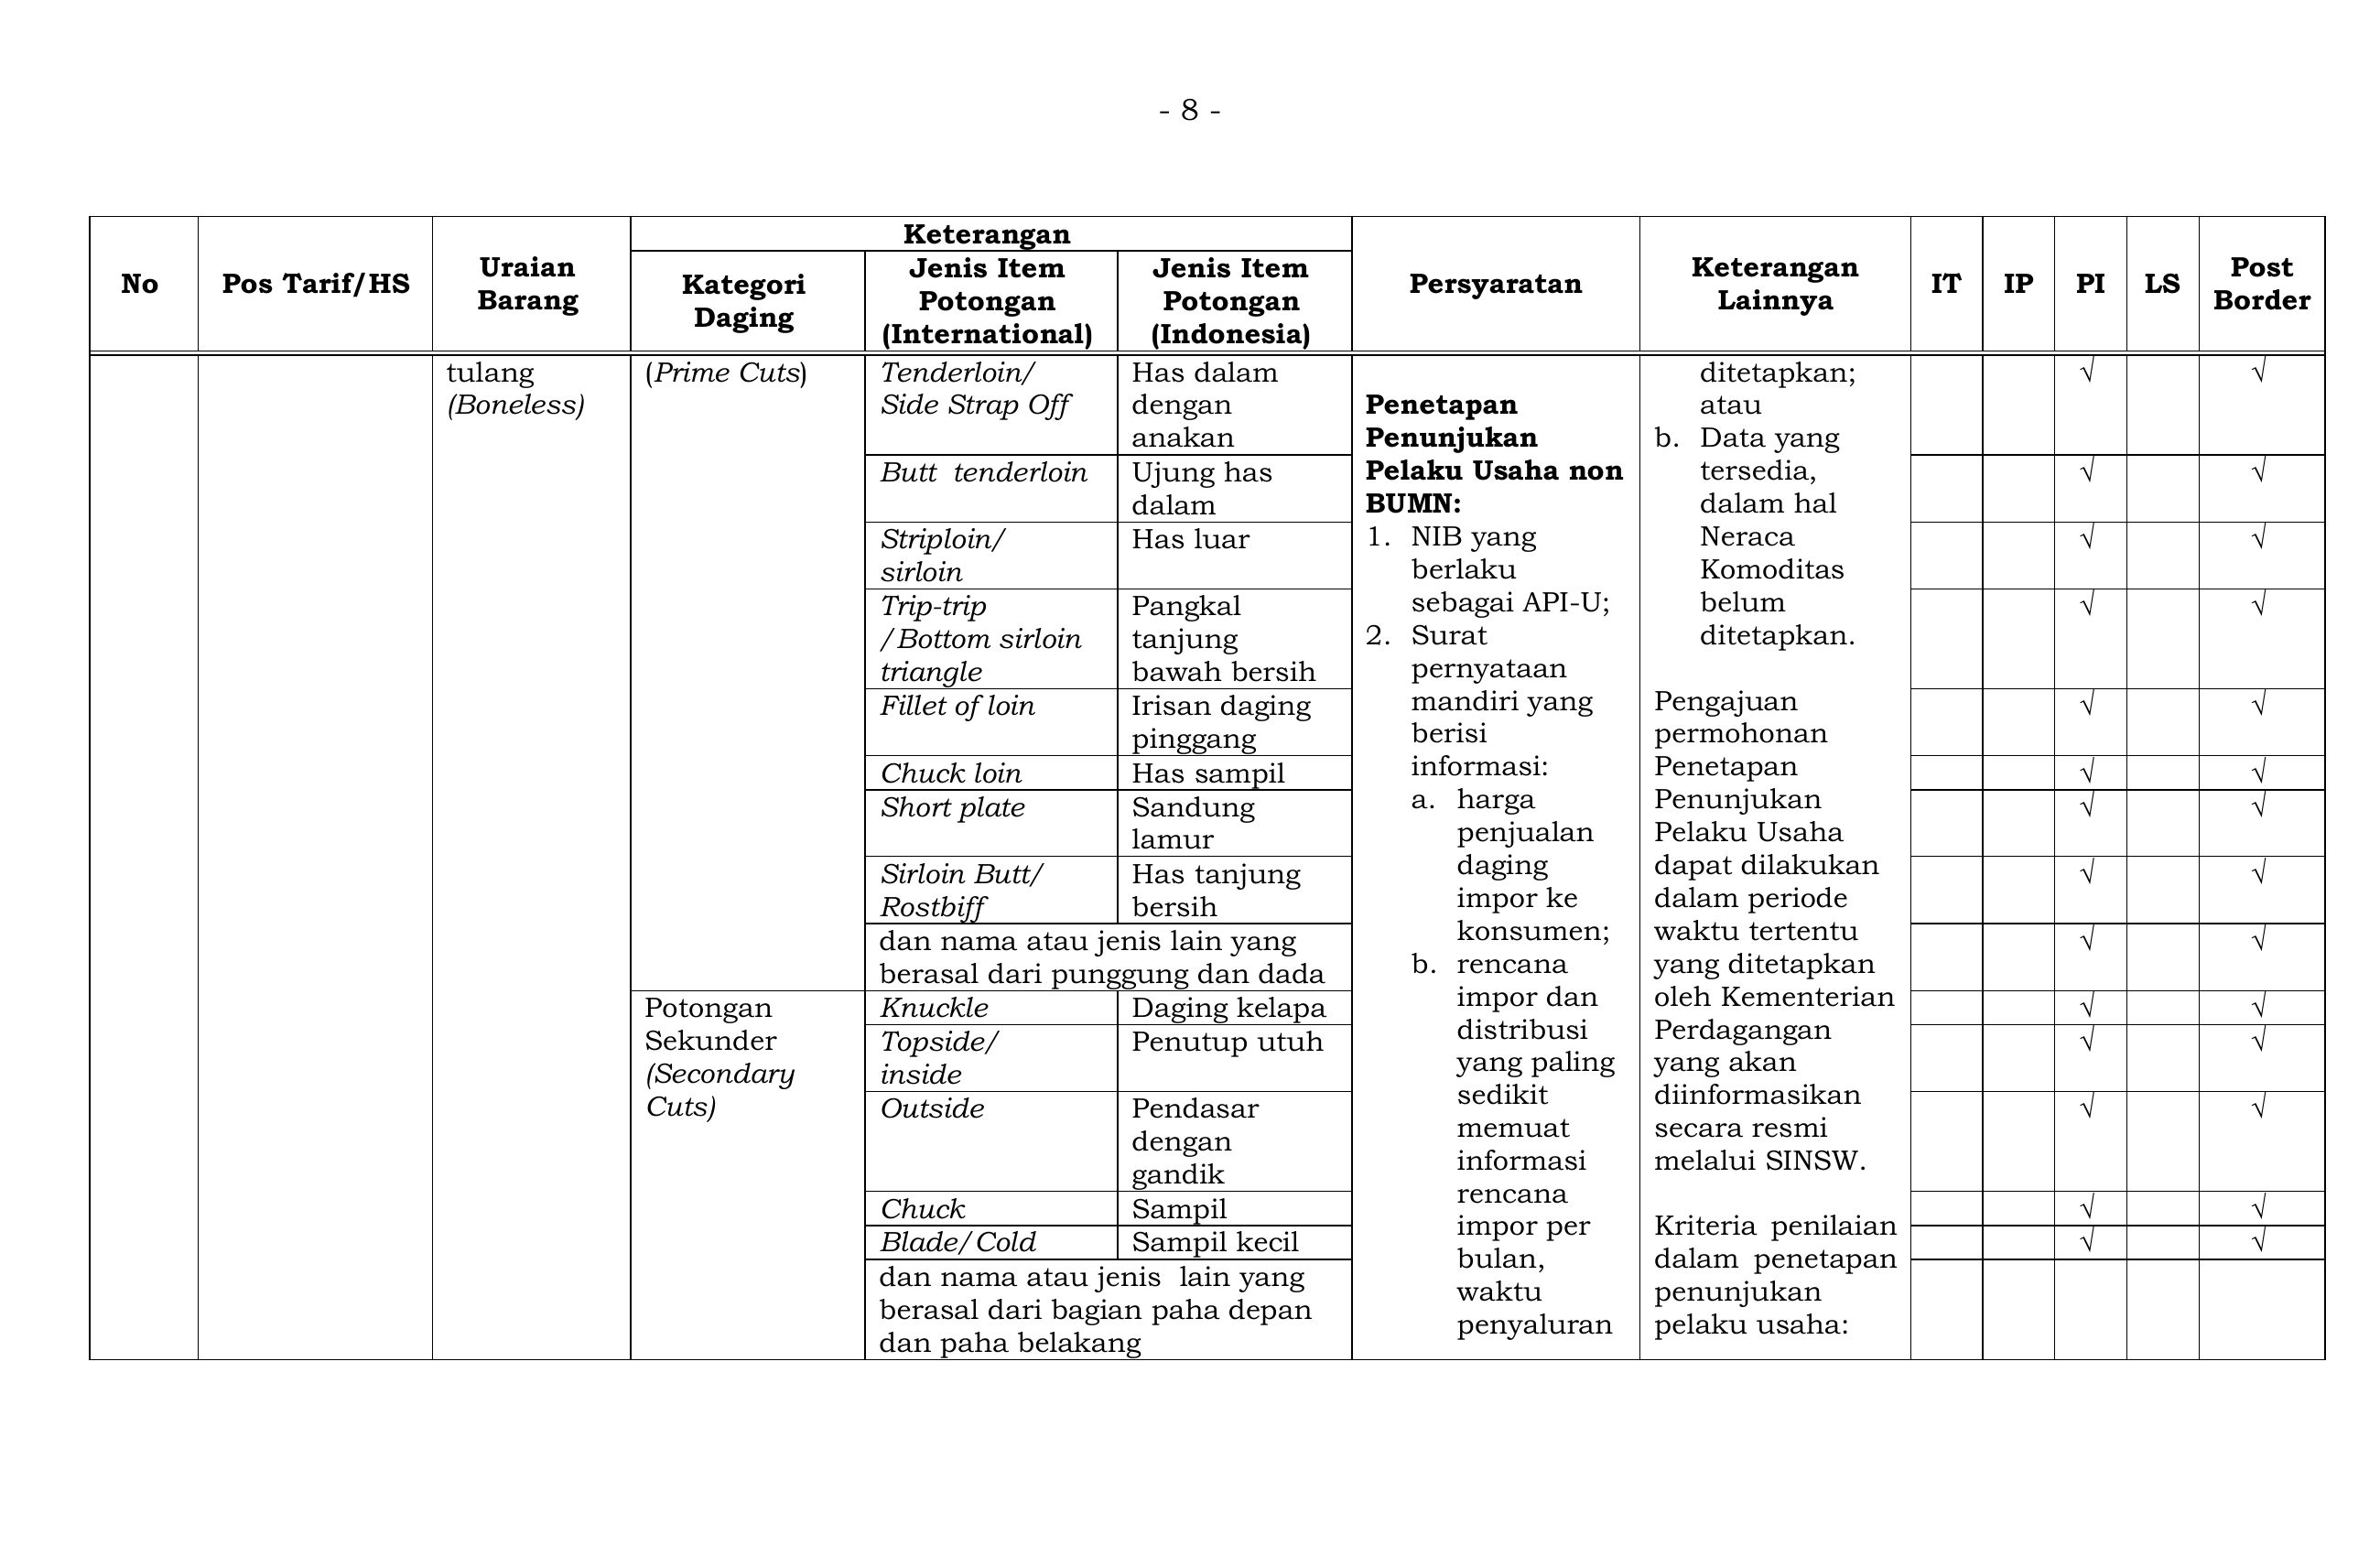 - 8 -
No
Pos Tarif/HS
Uraian
Barang
Keterangan
Kategori
Daging
Jenis Item
Potongan
(International)
Jenis Item
Potongan
(Indonesia)
Persyaratan
Keterangan
Lainnya
IT
IP
PI
LS
Post
Border
tulang
(Boneless)
(Prime Cuts)
Tenderloin/
Side Strap Off
Has dalam
dengan
anakan
√
√
Butt  tenderloin
Ujung has
dalam
√
√
Striploin/
sirloin
Has luar
√
√
Trip-trip
/Bottom sirloin
triangle
Pangkal
tanjung
bawah bersih
√
√
Fillet of loin
Irisan daging
pinggang
√
√
Chuck loin
Has sampil
√
√
Short plate
Sandung
lamur
√
√
Sirloin Butt/
Rostbiff
Has tanjung
bersih
√
√
dan nama atau jenis lain yang
berasal dari punggung dan dada
√
√
Potongan
Sekunder
(Secondary
Cuts)
Knuckle
Daging kelapa
√
√
Topside/
inside
Penutup utuh
√
√
Outside
Pendasar
dengan
gandik
√
√
Chuck
Sampil
√
√
Blade/Cold
Sampil kecil
√
√
dan nama atau jenis  lain yang
berasal dari bagian paha depan
dan paha belakang
Penetapan
Penunjukan
Pelaku Usaha non
BUMN:
1. NIB yang
berlaku
sebagai API-U;
2. Surat
pernyataan
mandiri yang
berisi
informasi:
a. harga
penjualan
daging
impor ke
konsumen;
b. rencana
impor dan
distribusi
yang paling
sedikit
memuat
informasi
rencana
impor per
bulan,
waktu
penyaluran
ditetapkan;
atau
b. Data yang
tersedia,
dalam hal
Neraca
Komoditas
belum
ditetapkan.
Pengajuan
permohonan
Penetapan
Penunjukan
Pelaku Usaha
dapat dilakukan
dalam periode
waktu tertentu
yang ditetapkan
oleh Kementerian
Perdagangan
yang akan
diinformasikan
secara resmi
melalui SINSW.
Kriteria penilaian
dalam penetapan
penunjukan
pelaku usaha: